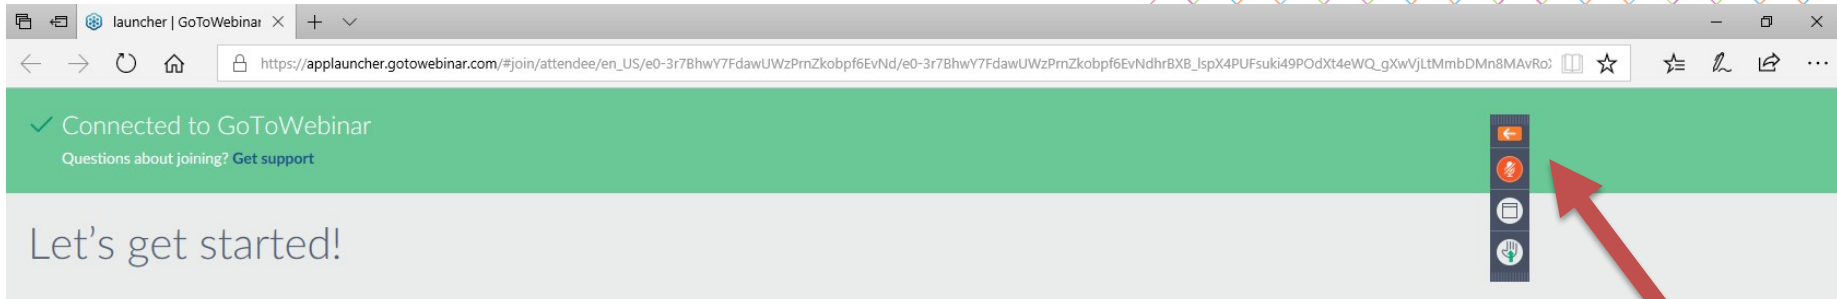 launcher | GoToWebinar
https://applauncher.gotowebinar.com/#join/attendee/en_US/e0-3r7BhwY7FdawUWzPrnZkobpf6EvNd/e0-3r7BhwY7FdawUWzPrnZkobpf6EvNdhrBXB_lspX4PUFsuki49POdXt4eWQ_gXwVjLtMmbDMn8MAvRo
Connected to GoToWebinar
Questions about joining? Get support
Let's get started!